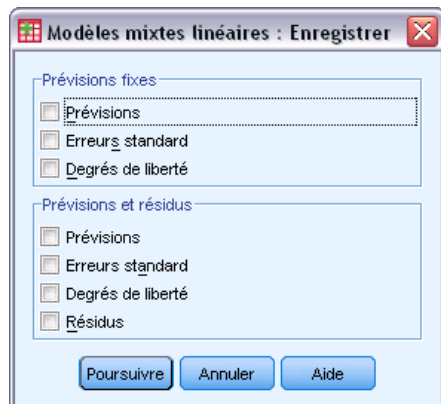 Modèles mixtes linéaires : Enregistrer
Prévisions fixes
Prévisions
Erreurs standard
Degrés de liberté
Prévisions et résidus
Prévisions
Erreurs standard
Degrés de liberté
Résidus
Poursuivre Annuler Aide